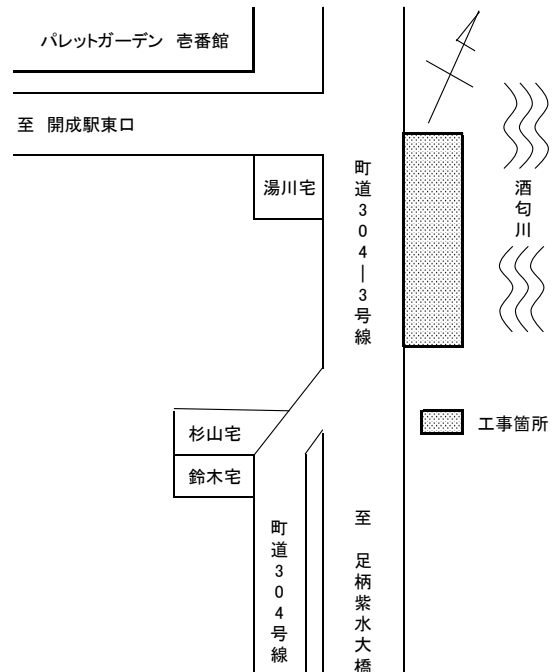 パレットガーデン 壱番館
至 開成駅東口
湯川宅
町道304―3号線
酒匂川
工事箇所
杉山宅
鈴木宅
町道304号線
至 足柄紫水大橋